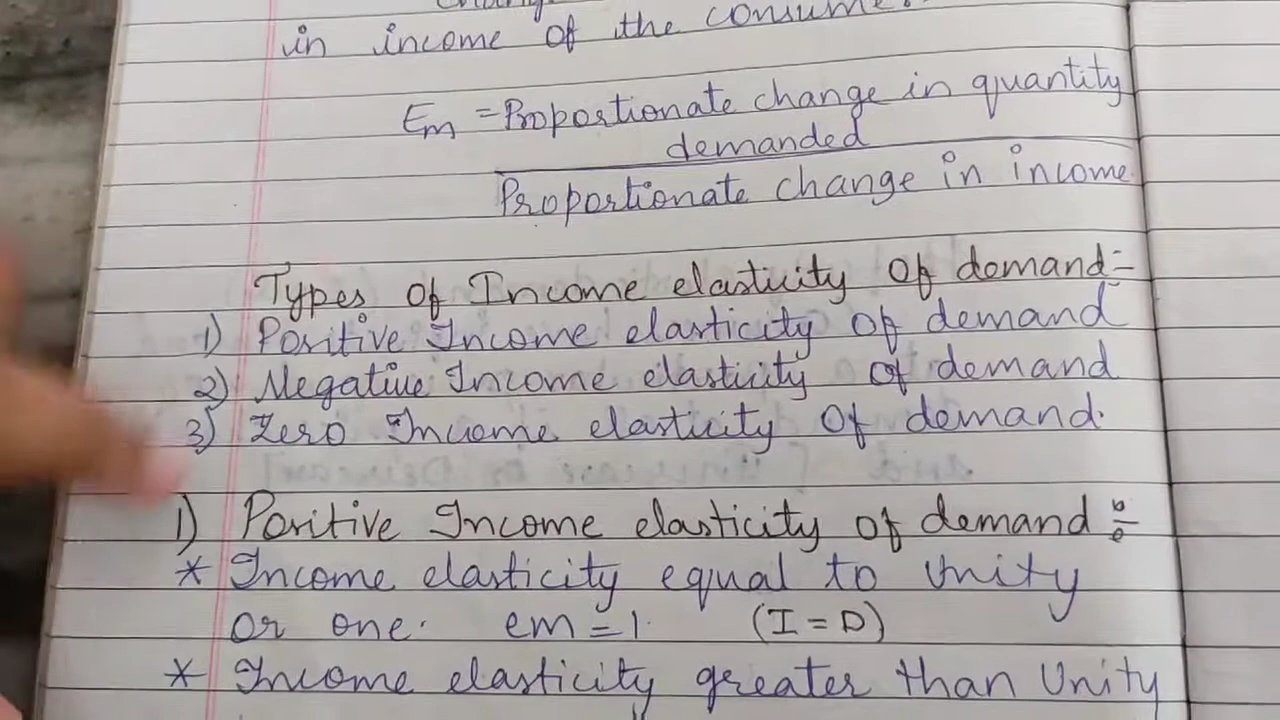 in income of the consumer.
Em = Proportionate change in quantity
demanded
Proportionate change in income
Types of Income elasticity of demand:-
1) Positive Income elasticity of demand
2) Negative Income elasticity of demand
3) Zero Income elasticity of demand.
1) Positive Income elasticity of demand ÷
* Income elasticity equal to Unity
or one. em = 1. (I = D)
* Income elasticity greater than Unity